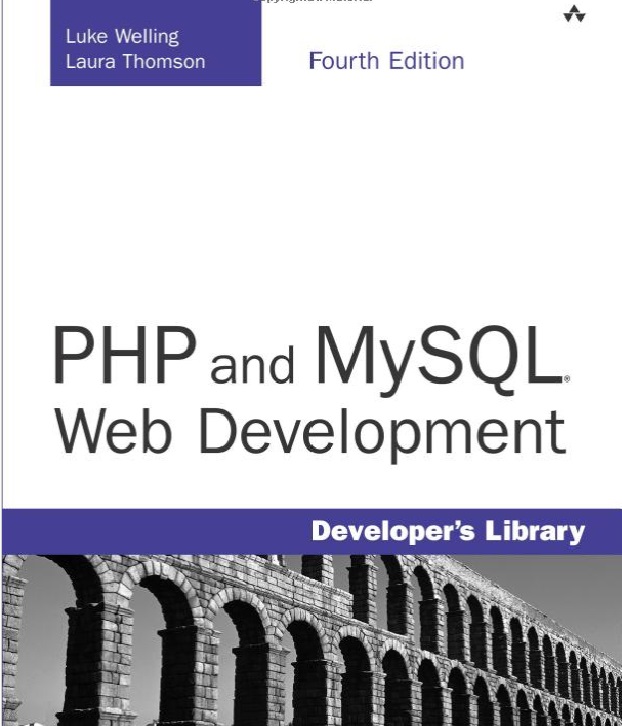 Luke Welling
Laura Thomson
Fourth Edition
PHP and MySQL®
Web Development
Developer's Library